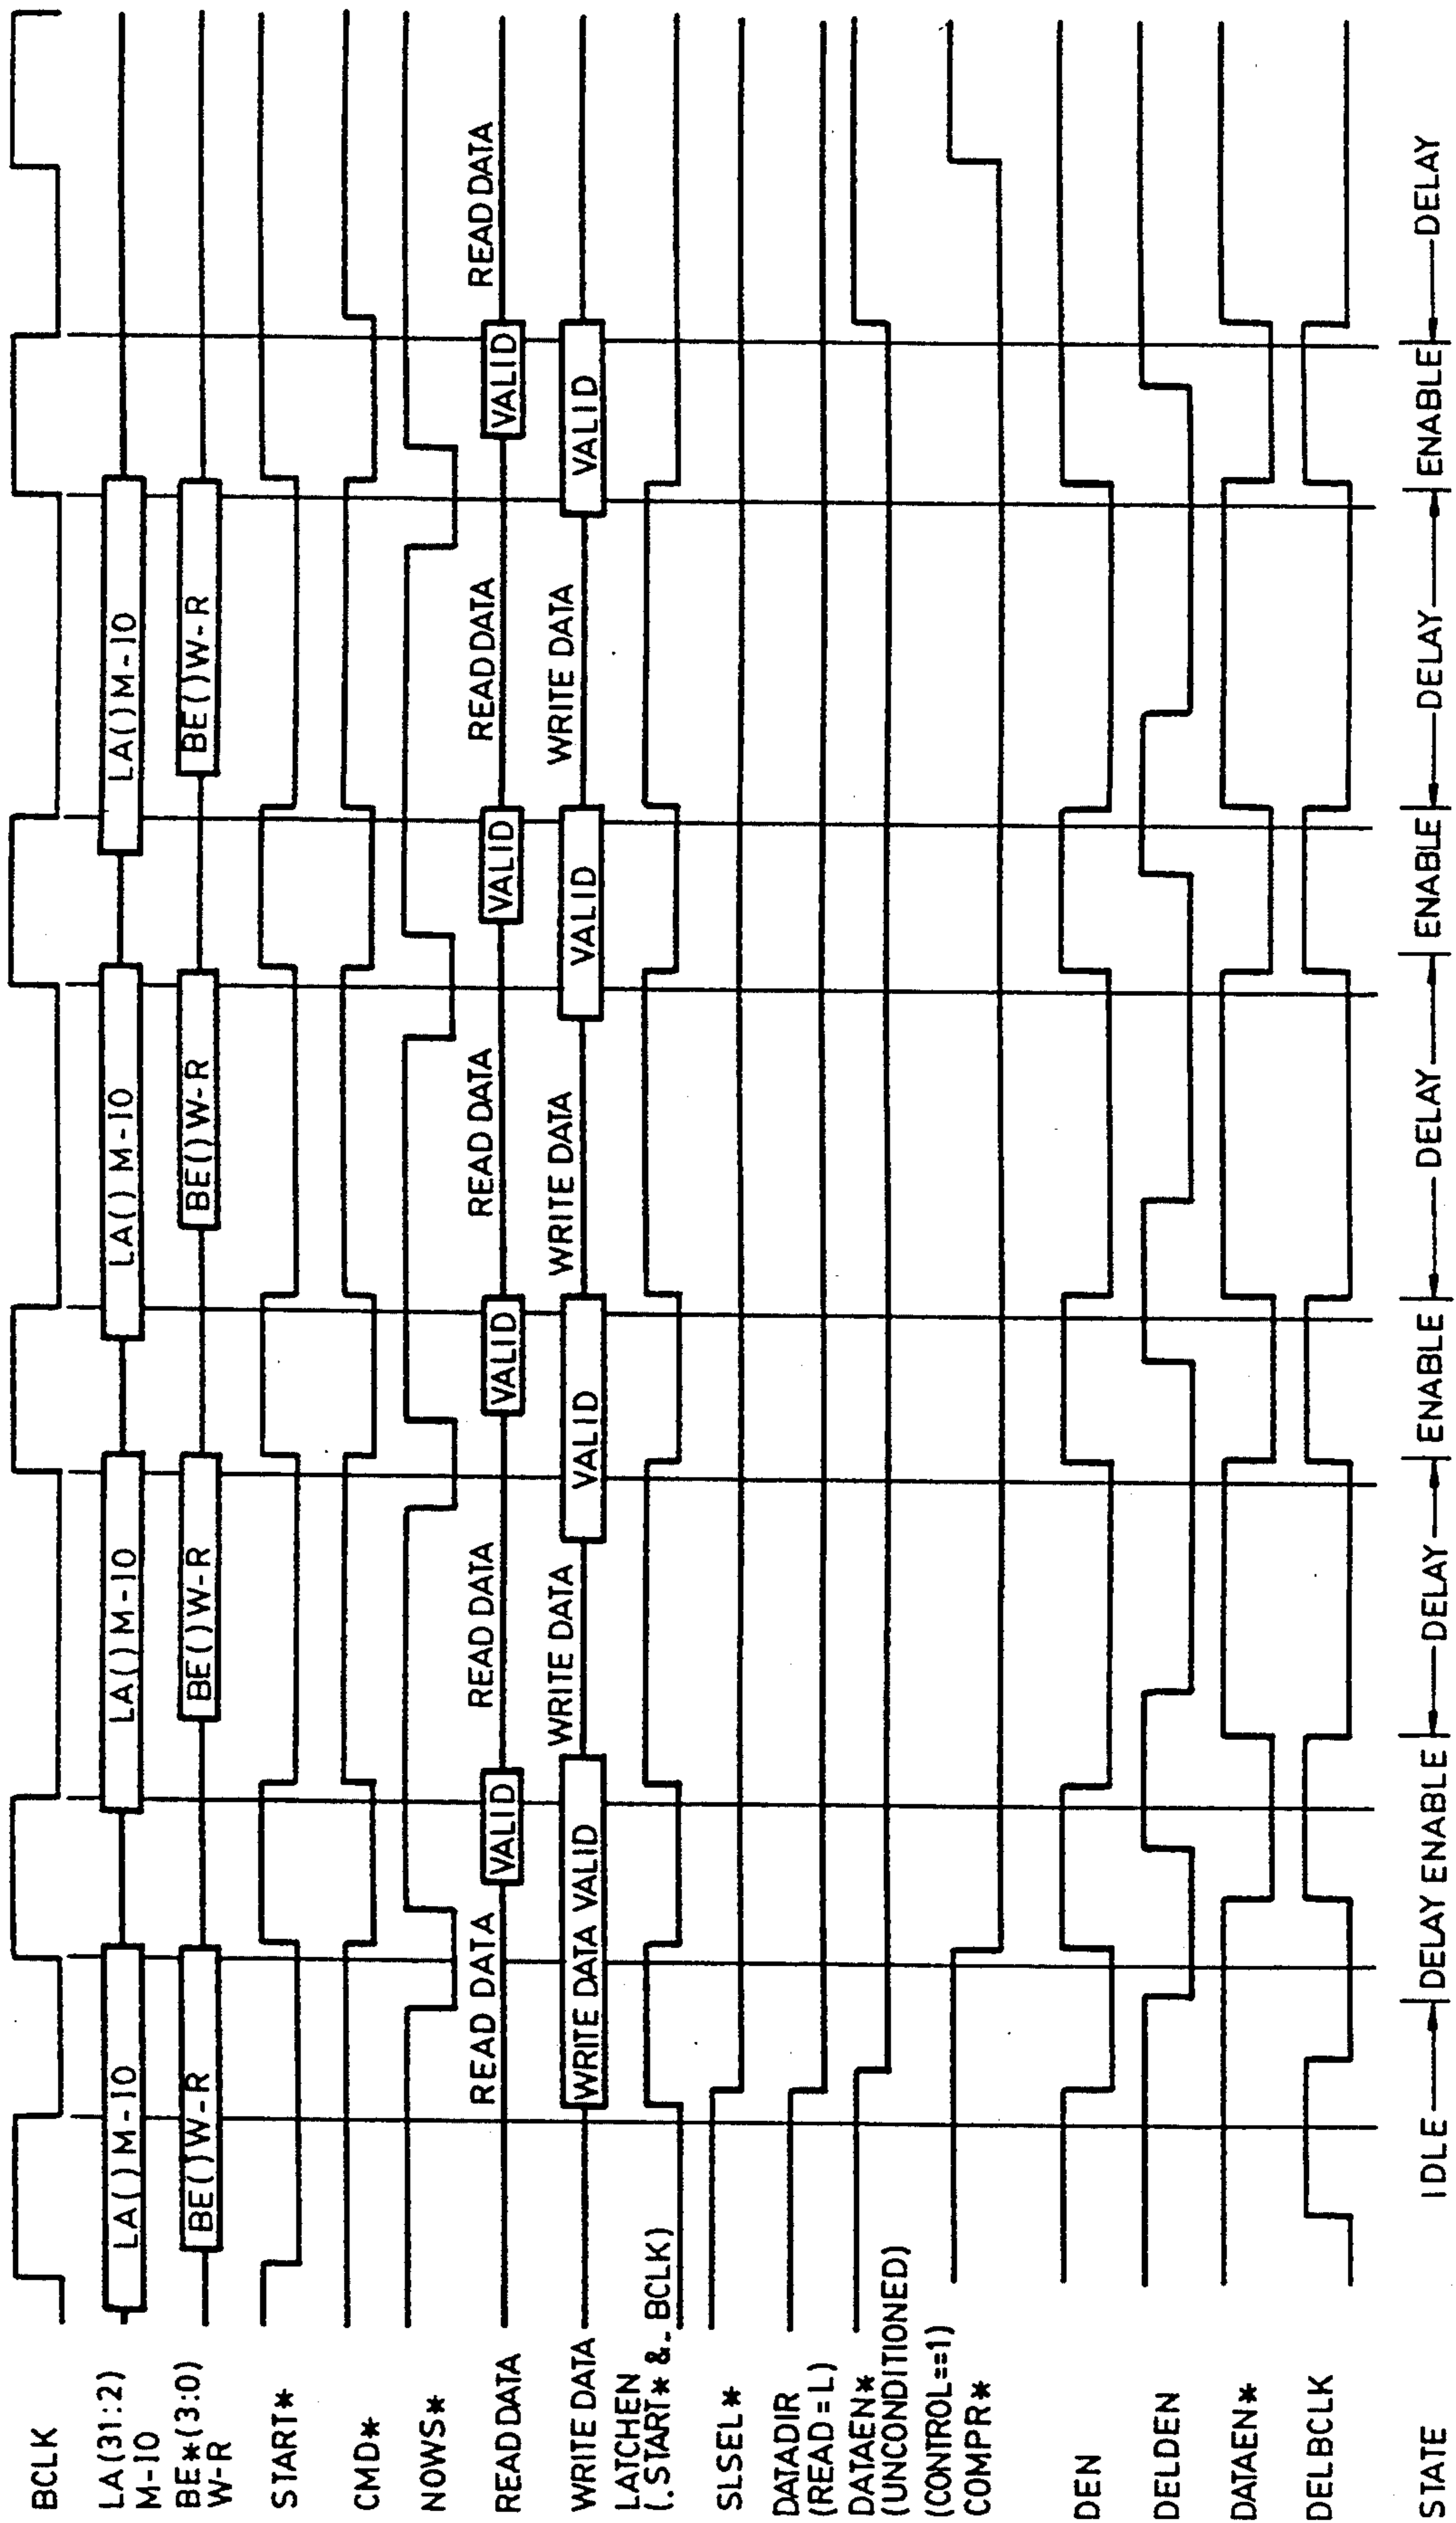 BCLK
LA(31:2)
M-IO
LA()M-IO
LA()M-IO
LA()M-IO
LA()M-IO
BE*(3:0)
W-R
BE()W-R
BE()W-R
BE()W-R
BE()W-R
START*
CMD*
NOWS*
READ DATA
READ DATA
VALID
READ DATA
VALID
READ DATA
VALID
READ DATA
VALID
READ DATA
WRITE DATA
WRITE DATA VALID
WRITE DATA
VALID
WRITE DATA
VALID
WRITE DATA
VALID
LATCHEN
(.START* &. BCLK)
SLSEL*
DATADIR
(READ = L)
DATAEN*
(UNCONDITIONED)
(CONTROL==1)
COMPR*
DEN
DELDEN
DATAEN*
DELBCLK
STATE
IDLE
DELAY ENABLE
DELAY
ENABLE
DELAY
ENABLE
DELAY
ENABLE
DELAY